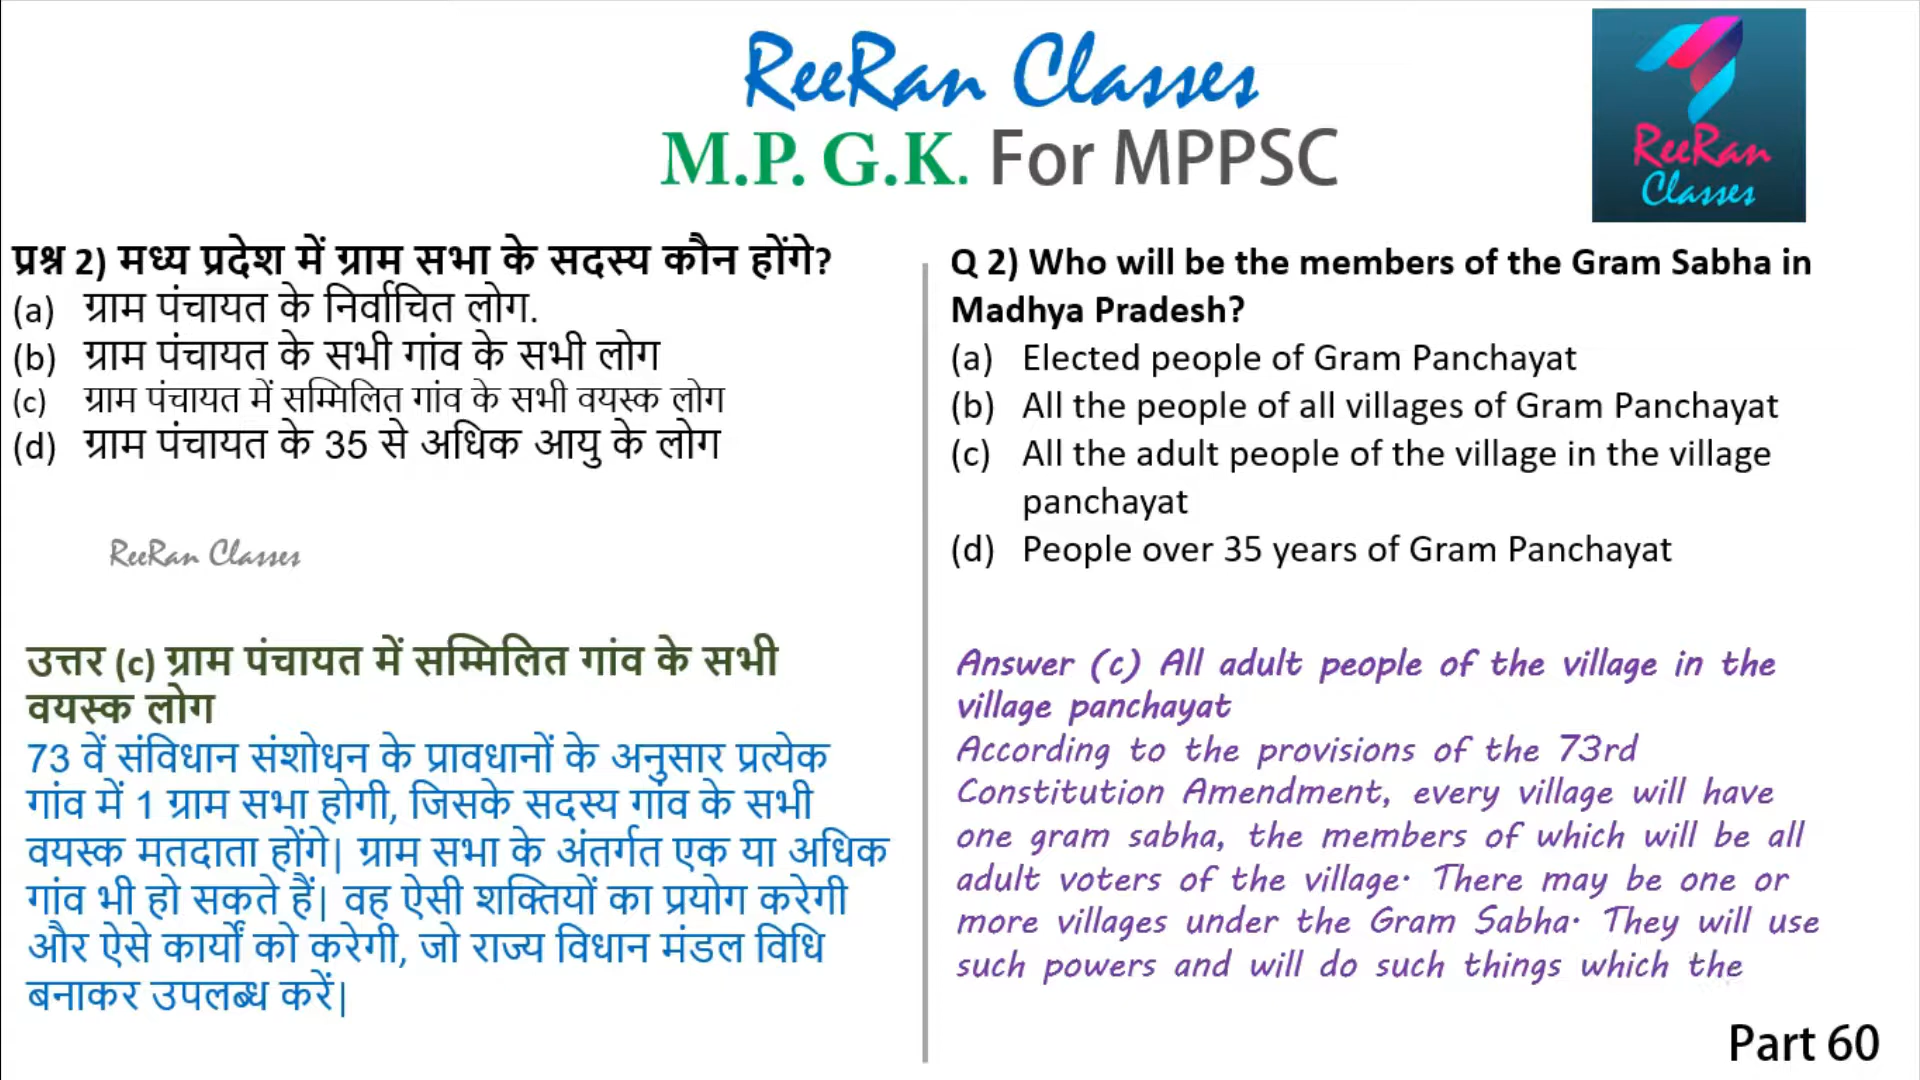 ReeRan Classes
M.P. G.K. For MPPSC
ReeRan
Classes
प्रश्न 2) मध्य प्रदेश में ग्राम सभा के सदस्य कौन होंगे?
(a) ग्राम पंचायत के निर्वाचित लोग.
(b) ग्राम पंचायत के सभी गांव के सभी लोग
(c) ग्राम पंचायत में सम्मिलित गांव के सभी वयस्क लोग
(d) ग्राम पंचायत के 35 से अधिक आयु के लोग
ReeRan Classes
उत्तर (c) ग्राम पंचायत में सम्मिलित गांव के सभी
वयस्क लोग
73 वें संविधान संशोधन के प्रावधानों के अनुसार प्रत्येक
गांव में 1 ग्राम सभा होगी, जिसके सदस्य गांव के सभी
वयस्क मतदाता होंगे| ग्राम सभा के अंतर्गत एक या अधिक
गांव भी हो सकते हैं| वह ऐसी शक्तियों का प्रयोग करेगी
और ऐसे कार्यों को करेगी, जो राज्य विधान मंडल विधि
बनाकर उपलब्ध करें|
Q 2) Who will be the members of the Gram Sabha in
Madhya Pradesh?
(a) Elected people of Gram Panchayat
(b) All the people of all villages of Gram Panchayat
(c) All the adult people of the village in the village
panchayat
(d) People over 35 years of Gram Panchayat
Answer (c) All adult people of the village in the
village panchayat
According to the provisions of the 73rd
Constitution Amendment, every village will have
one gram sabha, the members of which will be all
adult voters of the village. There may be one or
more villages under the Gram Sabha. They will use
such powers and will do such things which the
Part 60